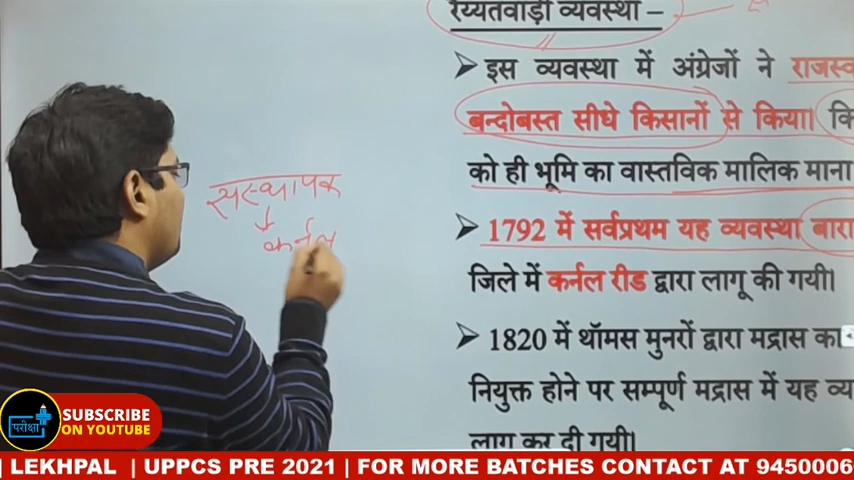 रैय्यतवाड़ी व्यवस्था –
इस व्यवस्था में अंग्रेजों ने राजस्व
बन्दोबस्त सीधे किसानों से किया। कि
को ही भूमि का वास्तविक मालिक माना
1792 में सर्वप्रथम यह व्यवस्था बारा
जिले में कर्नल रीड द्वारा लागू की गयी।
1820 में थॉमस मुनरों द्वारा मद्रास का
नियुक्त होने पर सम्पूर्ण मद्रास में यह व्य
लागू कर दी गयी।
संस्थापक
कर्नल
परीक्षा
SUBSCRIBE
ON YOUTUBE
| LEKHPAL | UPPCS PRE 2021 | FOR MORE BATCHES CONTACT AT 9450006